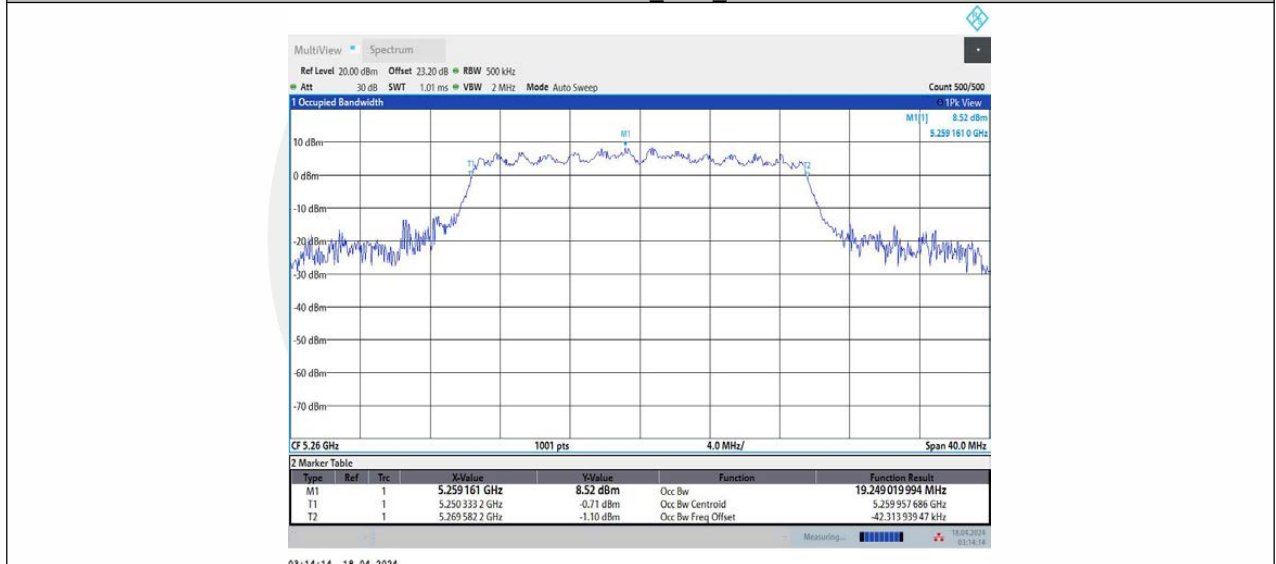 MultiView Spectrum
Ref Level 20.00 dBm Offset 23.20 dB RBW 500 kHz
Att 30 dB SWT 1.01 ms VBW 2 MHz Mode Auto Sweep Count 500/500
1 Occupied Bandwidth 1Pk View
M1[1] 8.52 dBm
5.259 161 0 GHz
M1
10 dBm
T1 T2
0 dBm
-10 dBm
-20 dBm
-30 dBm
-40 dBm
-50 dBm
-60 dBm
-70 dBm
CF 5.26 GHz 1001 pts 4.0 MHz/ Span 40.0 MHz
2 Marker Table
Type Ref Trc X-Value Y-Value Function Function Result
M1 1 5.259 161 GHz 8.52 dBm Occ Bw 19.249 019 994 MHz
T1 1 5.250 333 2 GHz -0.71 dBm Occ Bw Centroid 5.259 957 686 GHz
T2 1 5.269 582 2 GHz -1.10 dBm Occ Bw Freq Offset -42.313 939 47 kHz
Measuring... 18.04.2024
03:14:14
03:14:14 18.04.2024